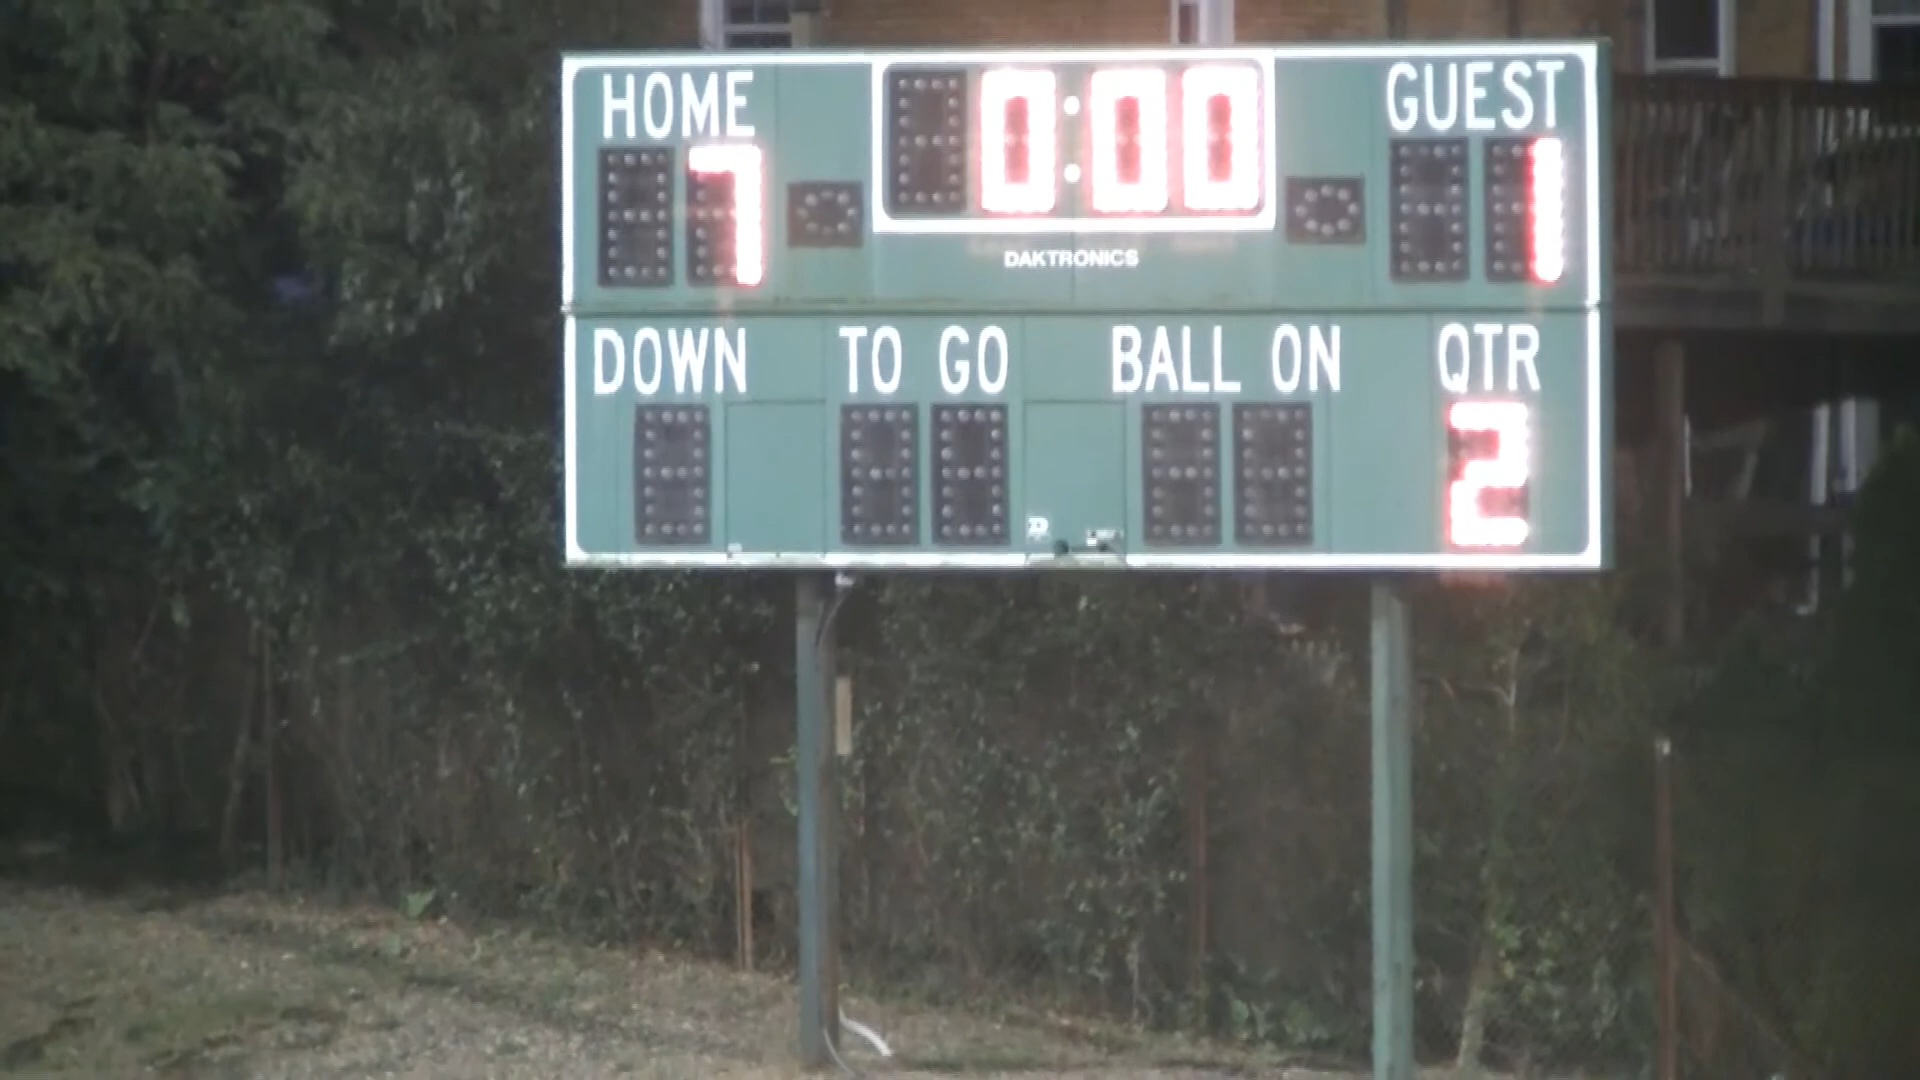 HOME 0:00 GUEST
7 1
DAKTRONICS
DOWN TO GO BALL ON QTR
2